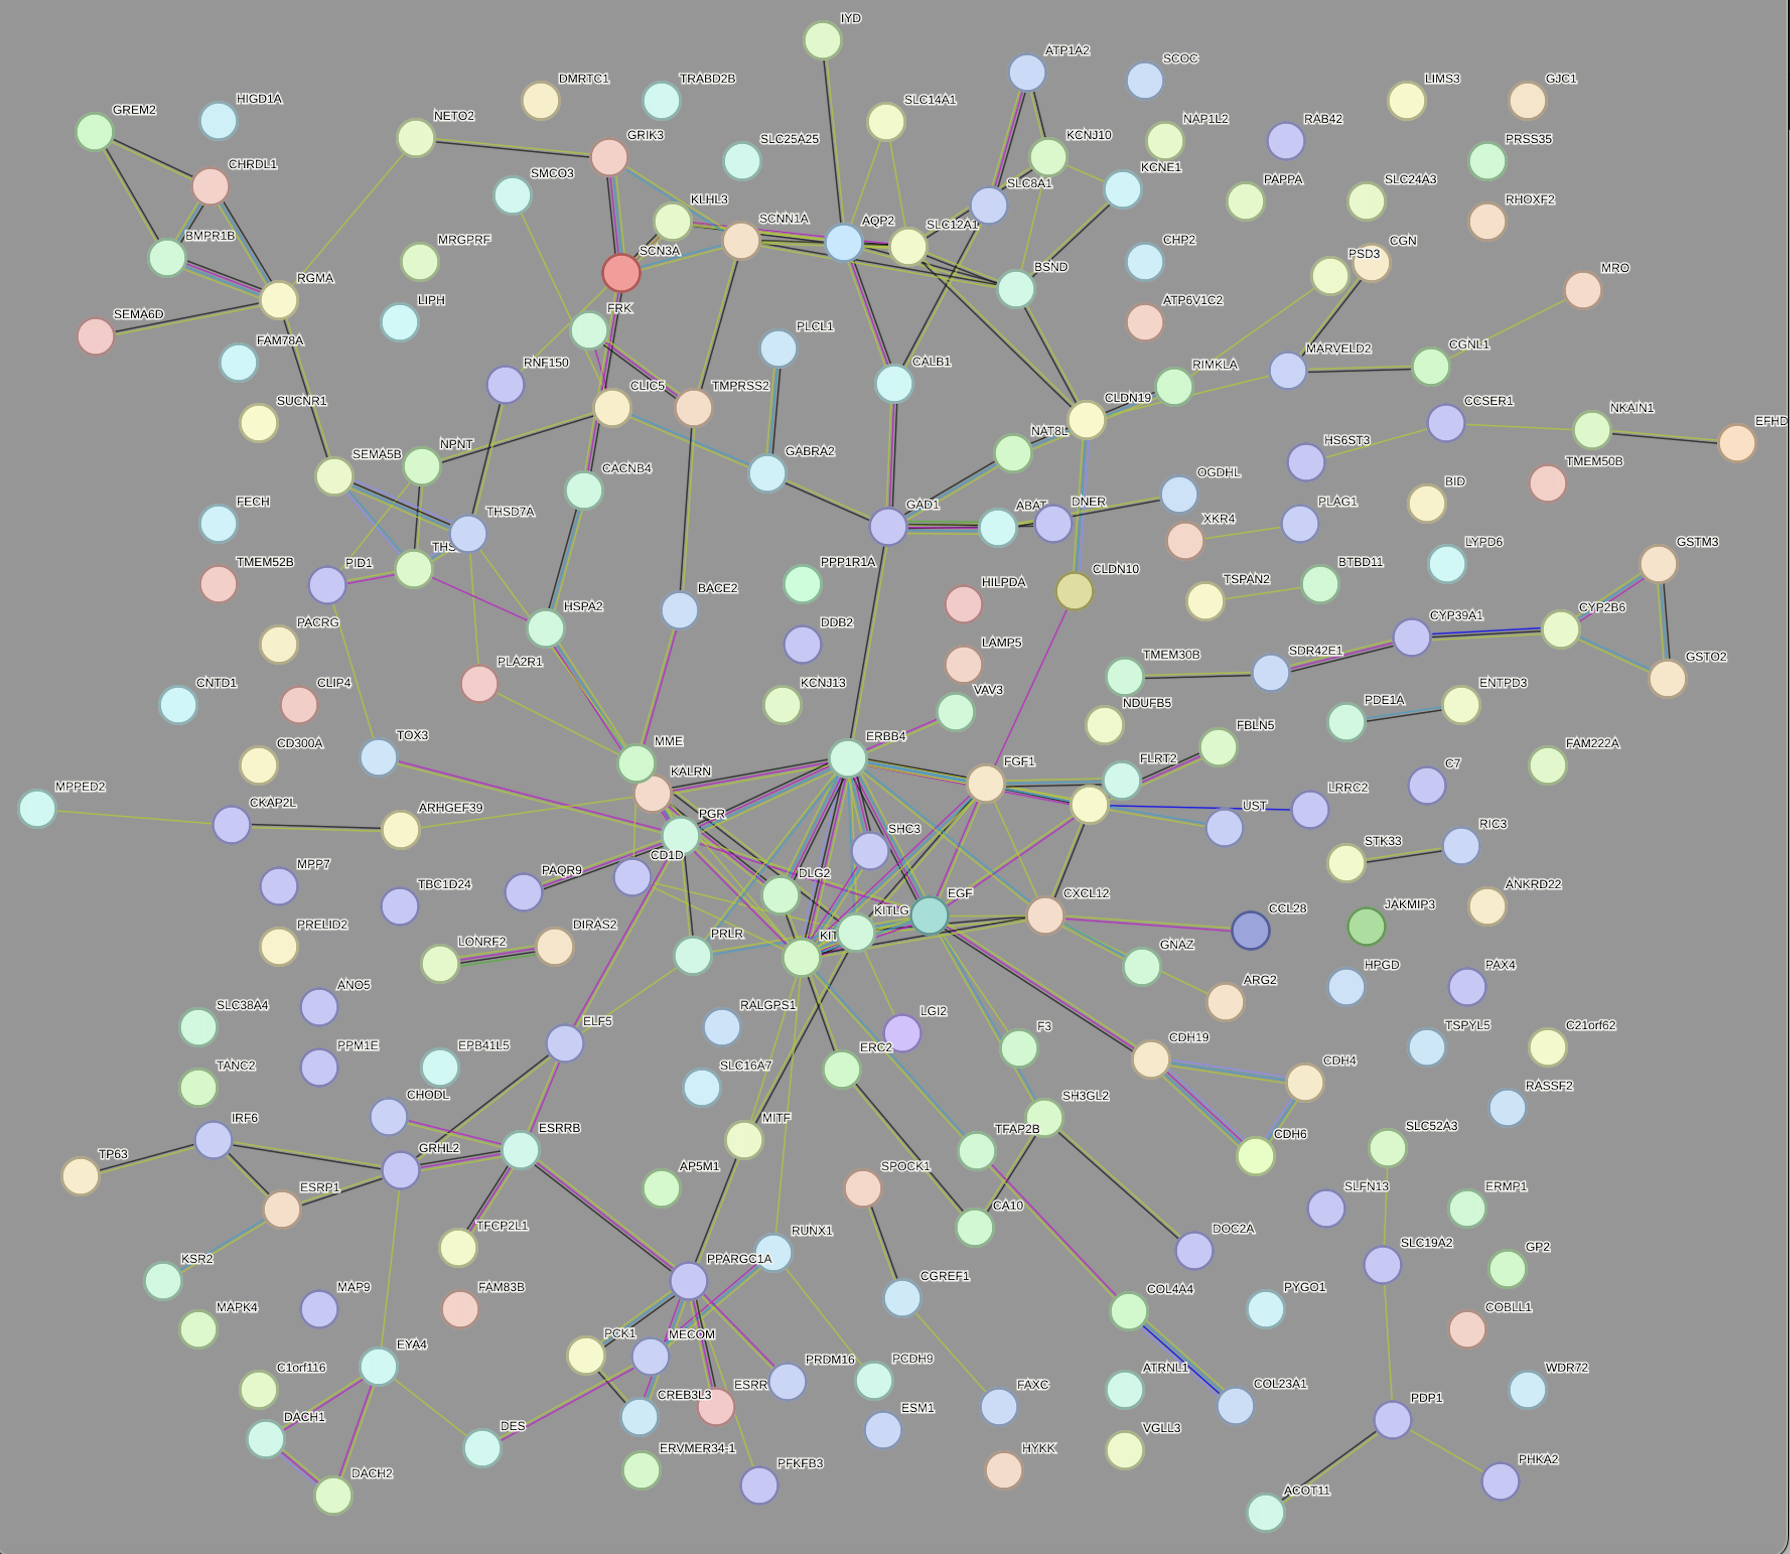 IYD
ATP1A2
SCOC
DMRTC1
TRABD2B
LIMS3
GJC1
HIGD1A
GREM2
NETO2
SLC14A1
GRIK3
SLC25A25
KCNJ10
NAP1L2
RAB42
PRSS35
CHRDL1
SMCO3
KCNE1
SLC8A1
PAPPA
SLC24A3
RHOXF2
KLHL3
SCNN1A
AQP2
SLC12A1
BMPR1B
MRGPRF
SCN3A
CHP2
CGN
PSD3
MRO
RGMA
LIPH
BSND
SEMA6D
FRK
ATP6V1C2
PLCL1
FAM78A
RNF150
CALB1
RIMKLA
MARVELD2
CGNL1
CLIC5
TMPRSS2
SUCNR1
CLDN19
CCSER1
NKAIN1
EFHD
NPNT
SEMA5B
NAT8L
GABRA2
HS6ST3
TMEM50B
CACNB4
OGDHL
BID
FECH
THSD7A
GAD1
ABAT
DNER
XKR4
PLAG1
THS
TMEM52B
PID1
PPP1R1A
CLDN10
LYPD6
GSTM3
BACE2
HILPDA
TSPAN2
BTBD11
HSPA2
CYP39A1
CYP2B6
PACRG
DDB2
LAMP5
SDR42E1
GSTO2
PLA2R1
TMEM30B
CNTD1
CLIP4
KCNJ13
VAV3
NDUFB5
PDE1A
ENTPD3
TOX3
MME
ERBB4
FBLN5
CD300A
KALRN
FGF1
FLRT2
FAM222A
MPPED2
CKAP2L
ARHGEF39
PGR
UST
LRRC2
C7
SHC3
CD1D
STK33
RIC3
MPP7
PAQR9
DLG2
TBC1D24
KITLG
EGF
CXCL12
CCL28
JAKMIP3
ANKRD22
PRELID2
LONRF2
DIRAS2
PRLR
KIT
GNAZ
HPGD
PAX4
ANO5
SLC38A4
RALGPS1
LGI2
ARG2
ELF5
F3
TSPYL5
C21orf62
PPM1E
EPB41L5
ERC2
CDH19
CDH4
TANC2
SLC16A7
RASSF2
CHODL
SH3GL2
IRF6
ESRRB
MITF
TFAP2B
CDH6
SLC52A3
TP63
GRHL2
AP5M1
SPOCK1
ESRP1
CA10
SLFN13
ERMP1
TFCP2L1
DOC2A
KSR2
RUNX1
PPARGC1A
SLC19A2
GP2
MAP9
FAM83B
CGREF1
PYGO1
MAPK4
COL4A4
COBLL1
PCK1
MECOM
EYA4
C1orf116
PRDM16
PCDH9
ATRNL1
WDR72
CREB3L3
ESRR
FAXC
COL23A1
PDP1
DACH1
DES
ESM1
VGLL3
ERVMER34-1
PFKFB3
HYKK
PHKA2
DACH2
ACOT11